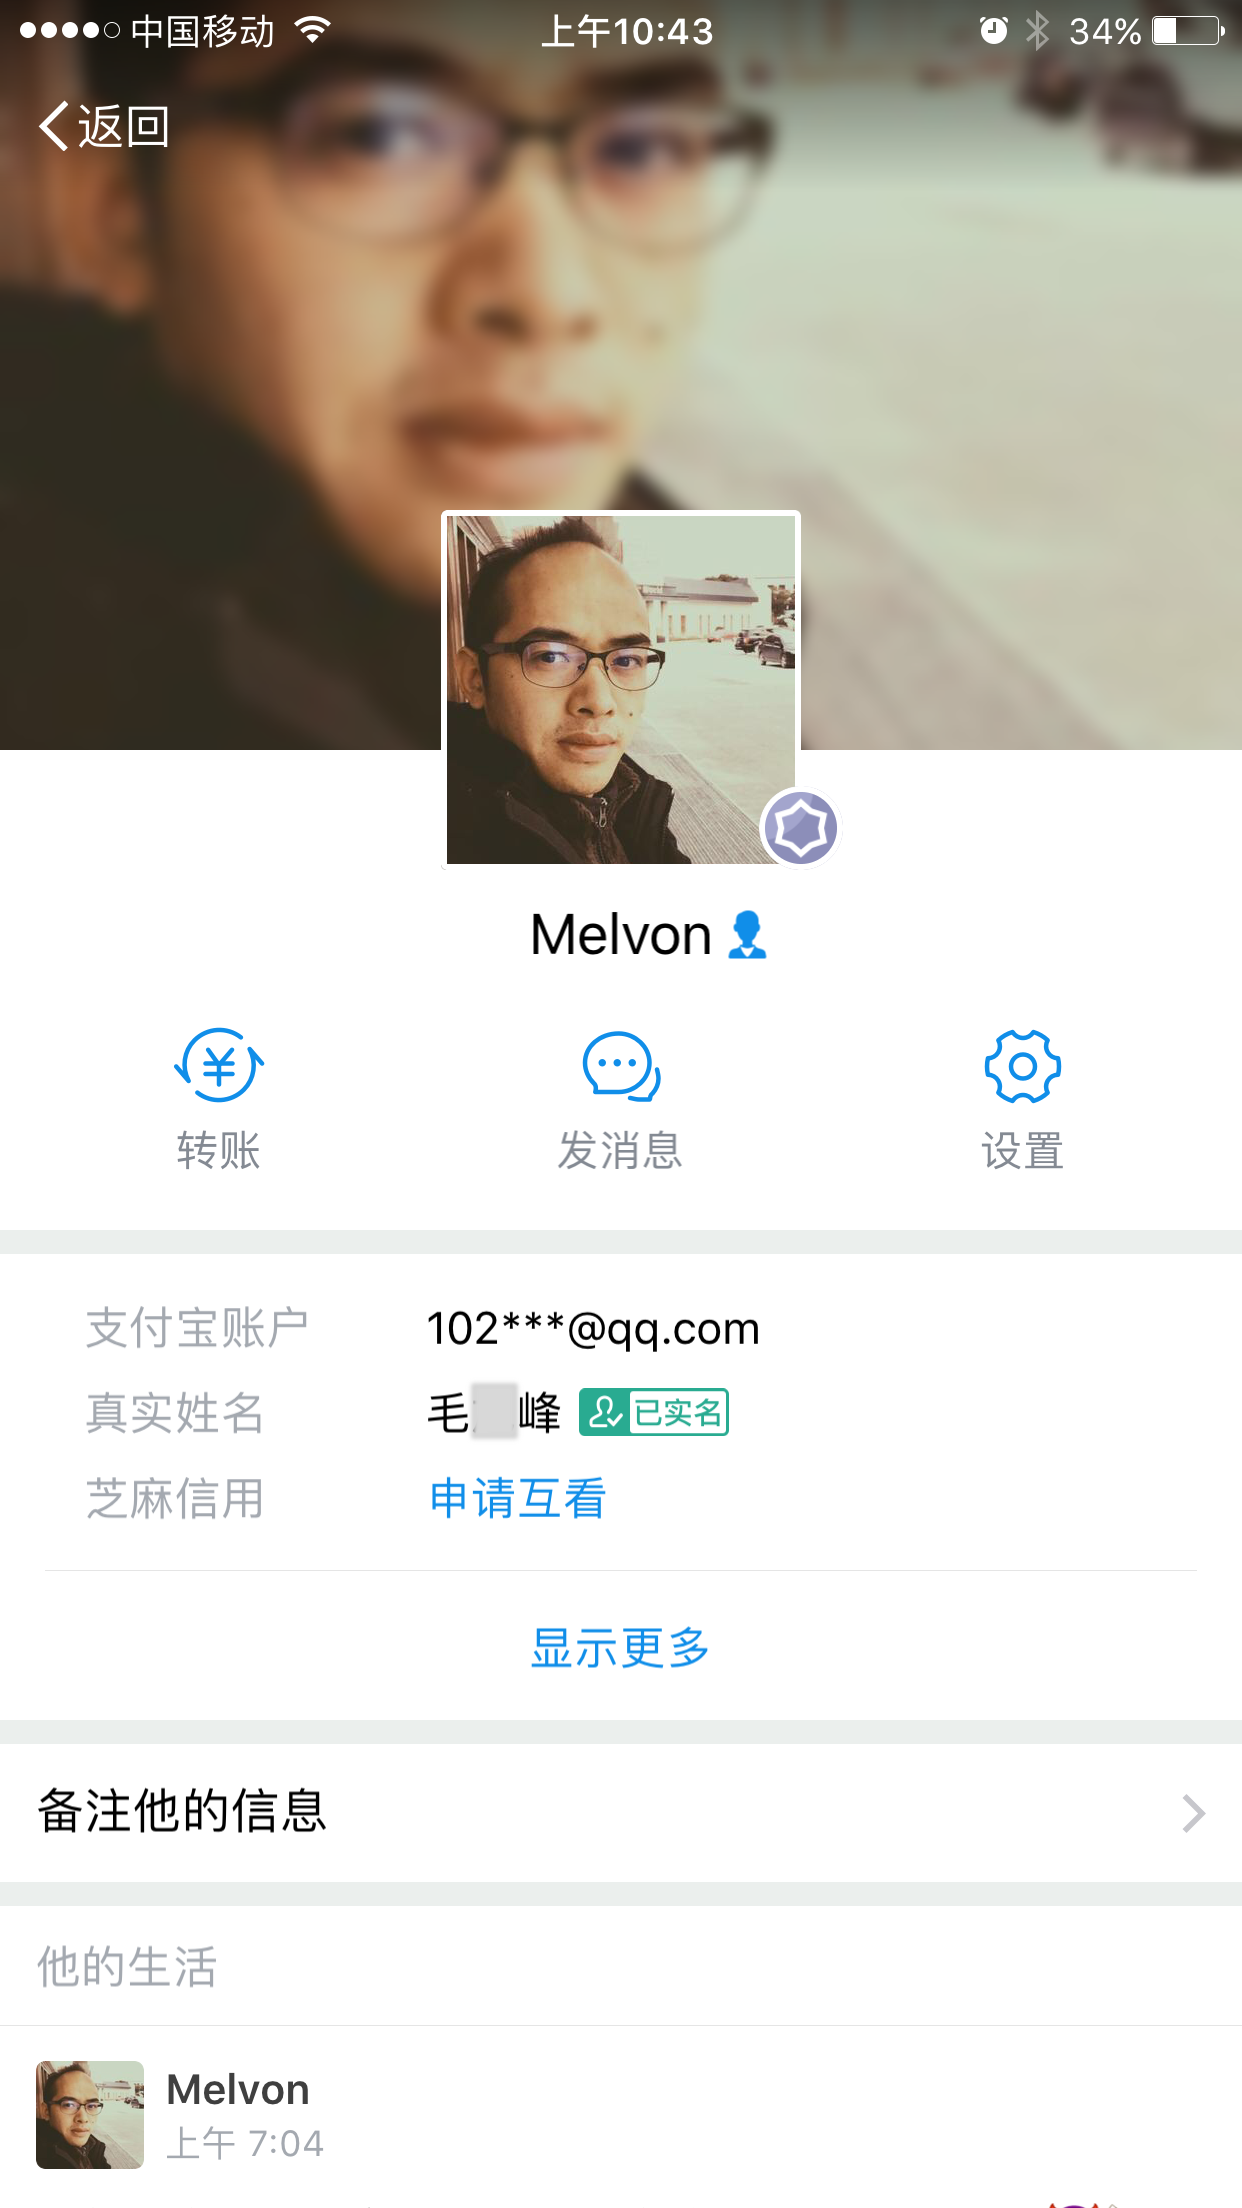 中国移动 上午10:43 34%
返回
Melvon
转账 发消息 设置
支付宝账户 102***@qq.com
真实姓名 毛 峰 已实名
芝麻信用 申请互看
显示更多
备注他的信息
他的生活
Melvon
上午 7:04